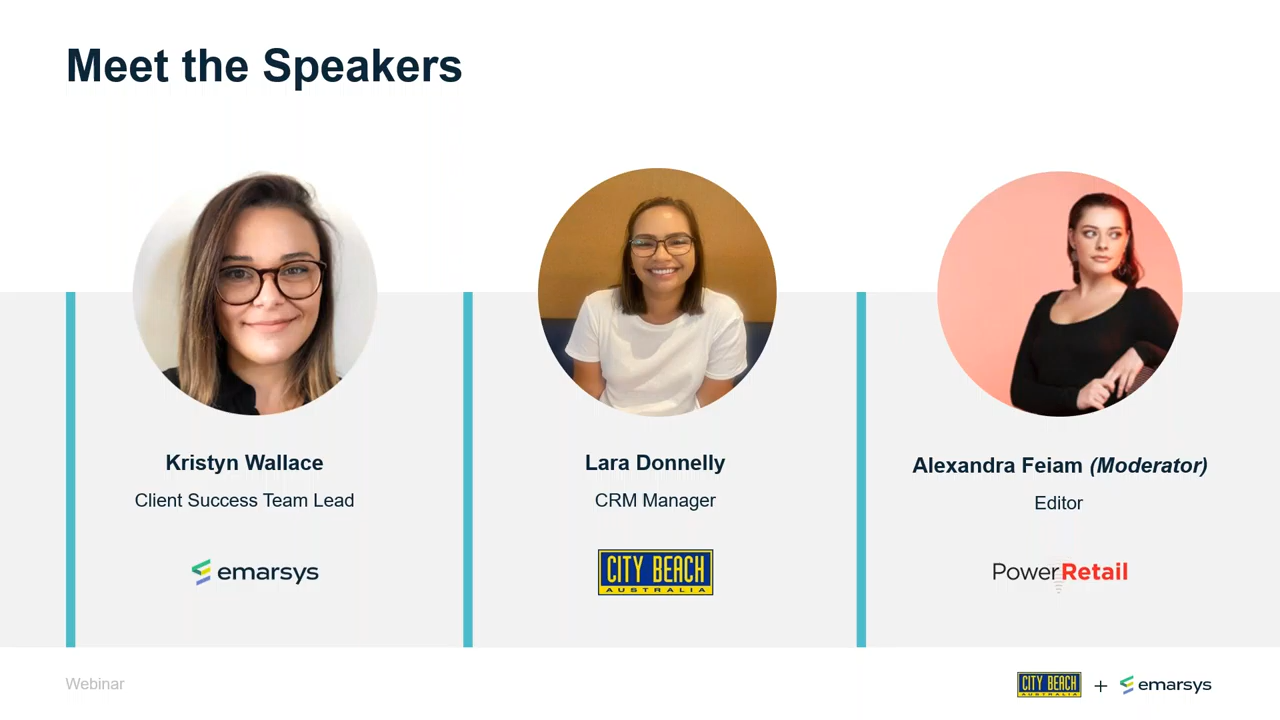 Meet the Speakers
Kristyn Wallace
Client Success Team Lead
emarsys
Lara Donnelly
CRM Manager
CITY BEACH
AUSTRALIA
Alexandra Feiam (Moderator)
Editor
PowerRetail
Webinar
CITY BEACH
AUSTRALIA
+
emarsys